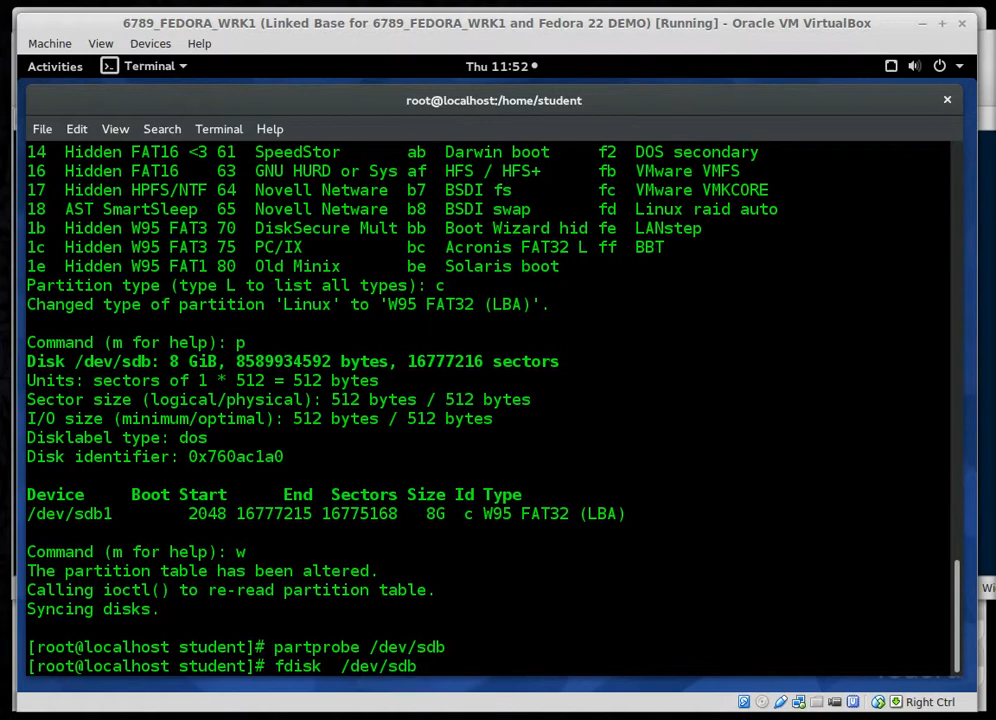 6789_FEDORA_WRK1 (Linked Base for 6789_FEDORA_WRK1 and Fedora 22 DEMO) [Running] - Oracle VM VirtualBox
Machine View Devices Help
Activities Terminal Thu 11:52
root@localhost:/home/student
File Edit View Search Terminal Help
14 Hidden FAT16 <3 61 SpeedStor ab Darwin boot f2 DOS secondary
16 Hidden FAT16 63 GNU HURD or Sys af HFS / HFS+ fb VMware VMFS
17 Hidden HPFS/NTF 64 Novell Netware b7 BSDI fs fc VMware VMKCORE
18 AST SmartSleep 65 Novell Netware b8 BSDI swap fd Linux raid auto
1b Hidden W95 FAT3 70 DiskSecure Mult bb Boot Wizard hid fe LANstep
1c Hidden W95 FAT3 75 PC/IX bc Acronis FAT32 L ff BBT
1e Hidden W95 FAT1 80 Old Minix be Solaris boot
Partition type (type L to list all types): c
Changed type of partition 'Linux' to 'W95 FAT32 (LBA)'.
Command (m for help): p
Disk /dev/sdb: 8 GiB, 8589934592 bytes, 16777216 sectors
Units: sectors of 1 * 512 = 512 bytes
Sector size (logical/physical): 512 bytes / 512 bytes
I/O size (minimum/optimal): 512 bytes / 512 bytes
Disklabel type: dos
Disk identifier: 0x760ac1a0
Device Boot Start End Sectors Size Id Type
/dev/sdb1 2048 16777215 16775168 8G c W95 FAT32 (LBA)
Command (m for help): w
The partition table has been altered.
Calling ioctl() to re-read partition table.
Syncing disks.
[root@localhost student]# partprobe /dev/sdb
[root@localhost student]# fdisk  /dev/sdb
Right Ctrl